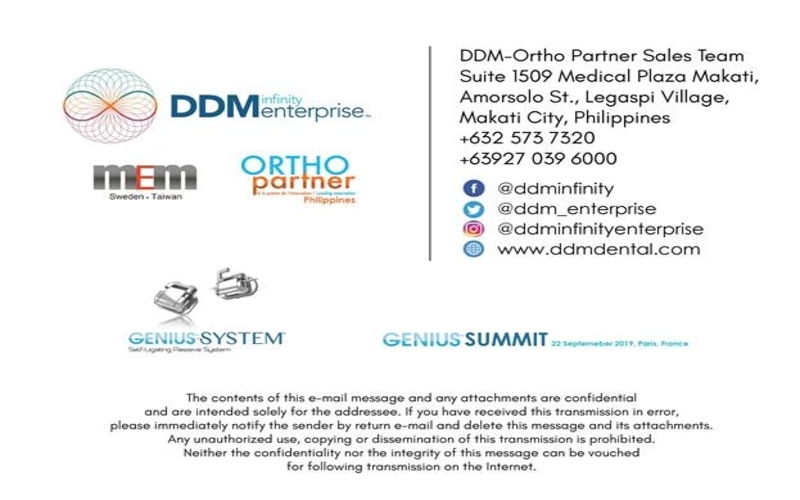 DDM infinity
enterprise
mem
Sweden • Taiwan
ORTHO
partner
Philippines
DDM-Ortho Partner Sales Team
Suite 1509 Medical Plaza Makati,
Amorsolo St., Legaspi Village,
Makati City, Philippines
+632 573 7320
+63927 039 6000
@ddminfinity
@ddm_enterprise
@ddminfinityenterprise
www.ddmdental.com
GENIUS SYSTEM
Self-Ligating Passive System
GENIUS SUMMIT 22 Septemeber 2019, Paris, France
The contents of this e-mail message and any attachments are confidential
and are intended solely for the addressee. If you have received this transmission in error,
please immediately notify the sender by return e-mail and delete this message and its attachments.
Any unauthorized use, copying or dissemination of this transmission is prohibited.
Neither the confidentiality nor the integrity of this message can be vouched
for following transmission on the Internet.